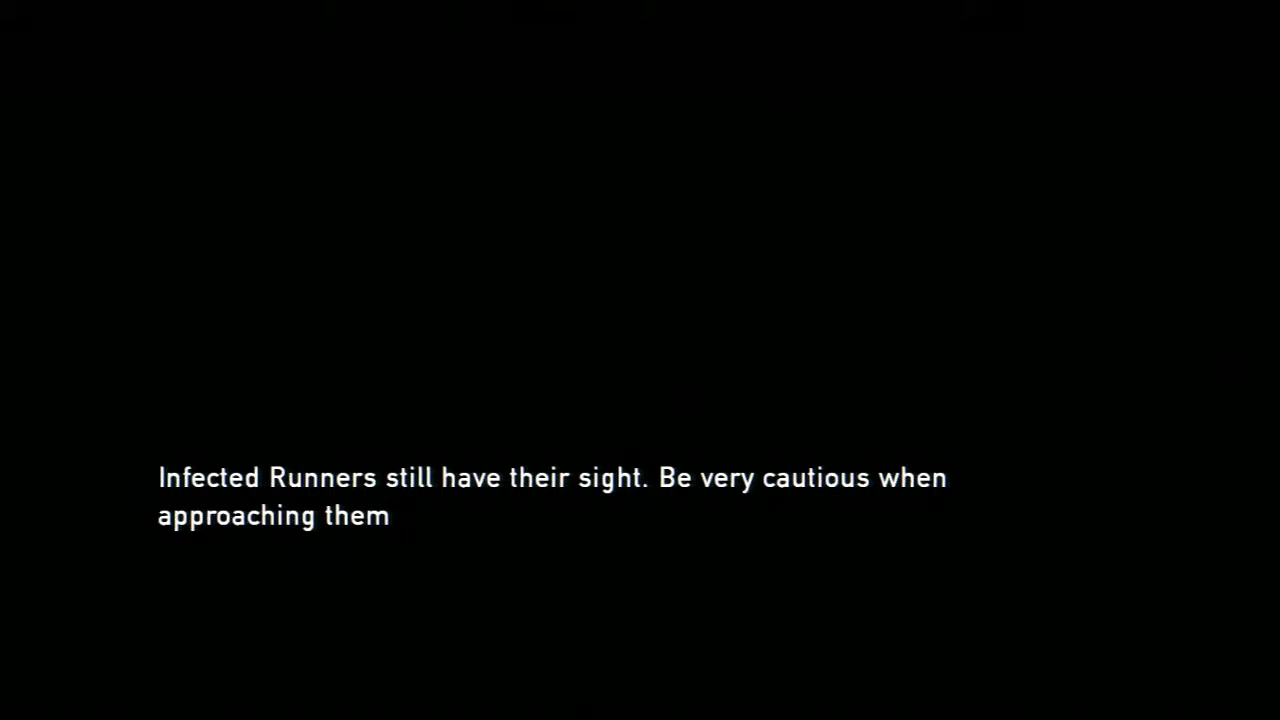 Infected Runners still have their sight. Be very cautious when
approaching them